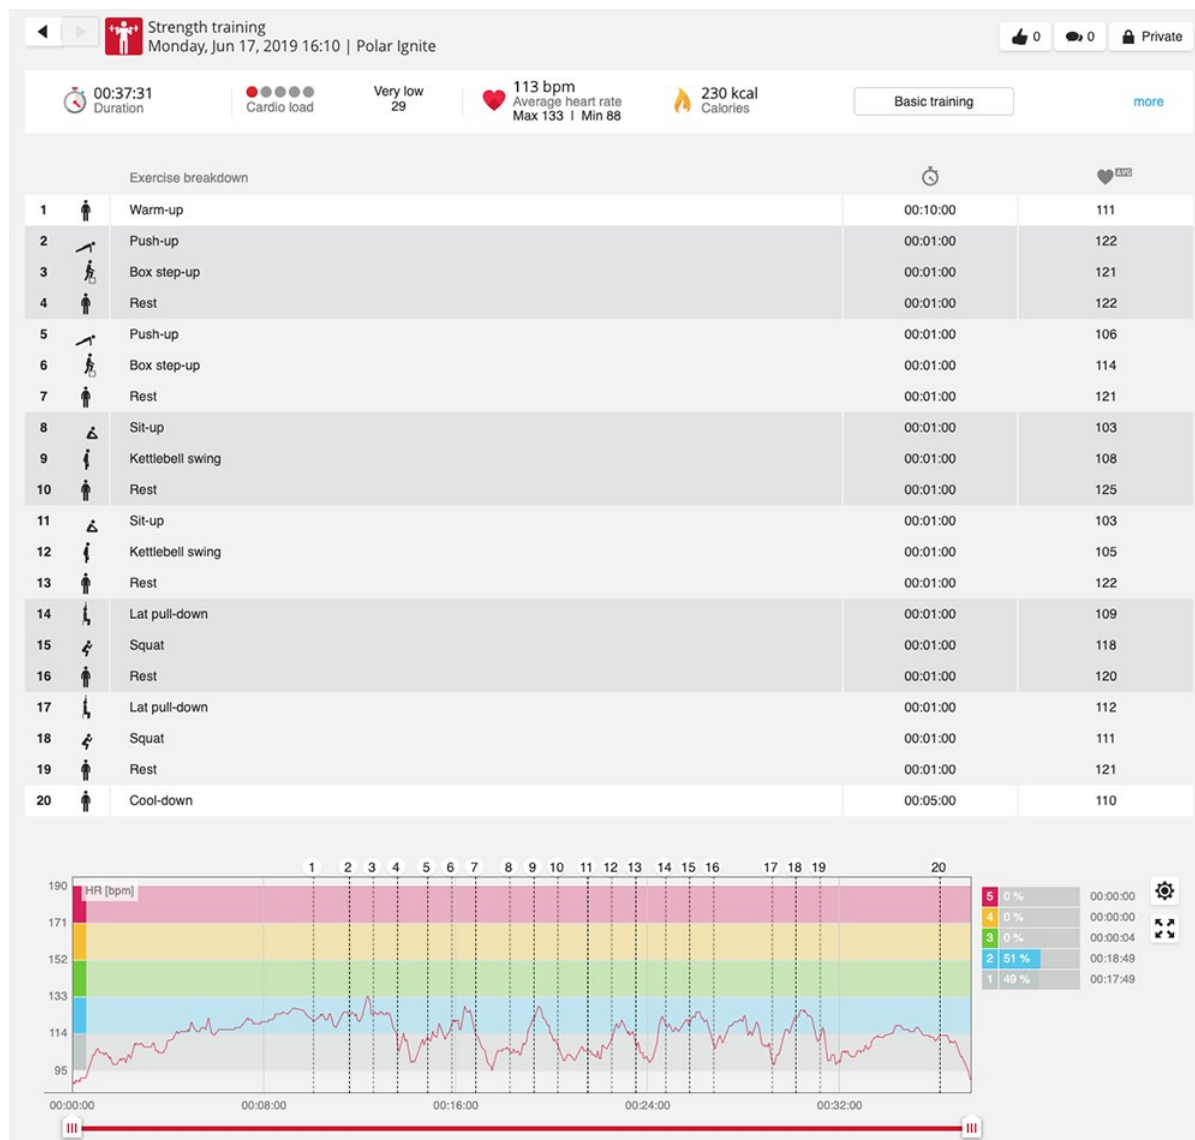 Strength training
Monday, Jun 17, 2019 16:10 | Polar Ignite
0 0 Private
00:37:31
Duration
Cardio load
Very low
29
113 bpm
Average heart rate
Max 133 | Min 88
230 kcal
Calories
Basic training
more
Exercise breakdown AVG
1 Warm-up 00:10:00 111
2 Push-up 00:01:00 122
3 Box step-up 00:01:00 121
4 Rest 00:01:00 122
5 Push-up 00:01:00 106
6 Box step-up 00:01:00 114
7 Rest 00:01:00 121
8 Sit-up 00:01:00 103
9 Kettlebell swing 00:01:00 108
10 Rest 00:01:00 125
11 Sit-up 00:01:00 103
12 Kettlebell swing 00:01:00 105
13 Rest 00:01:00 122
14 Lat pull-down 00:01:00 109
15 Squat 00:01:00 118
16 Rest 00:01:00 120
17 Lat pull-down 00:01:00 112
18 Squat 00:01:00 111
19 Rest 00:01:00 121
20 Cool-down 00:05:00 110
1 2 3 4 5 6 7 8 9 10 11 12 13 14 15 16 17 18 19 20
HR [bpm]
190
171
152
133
114
95
00:00:00 00:08:00 00:16:00 00:24:00 00:32:00
5 0 % 00:00:00
4 0 % 00:00:00
3 0 % 00:00:04
2 51 % 00:18:49
1 49 % 00:17:49